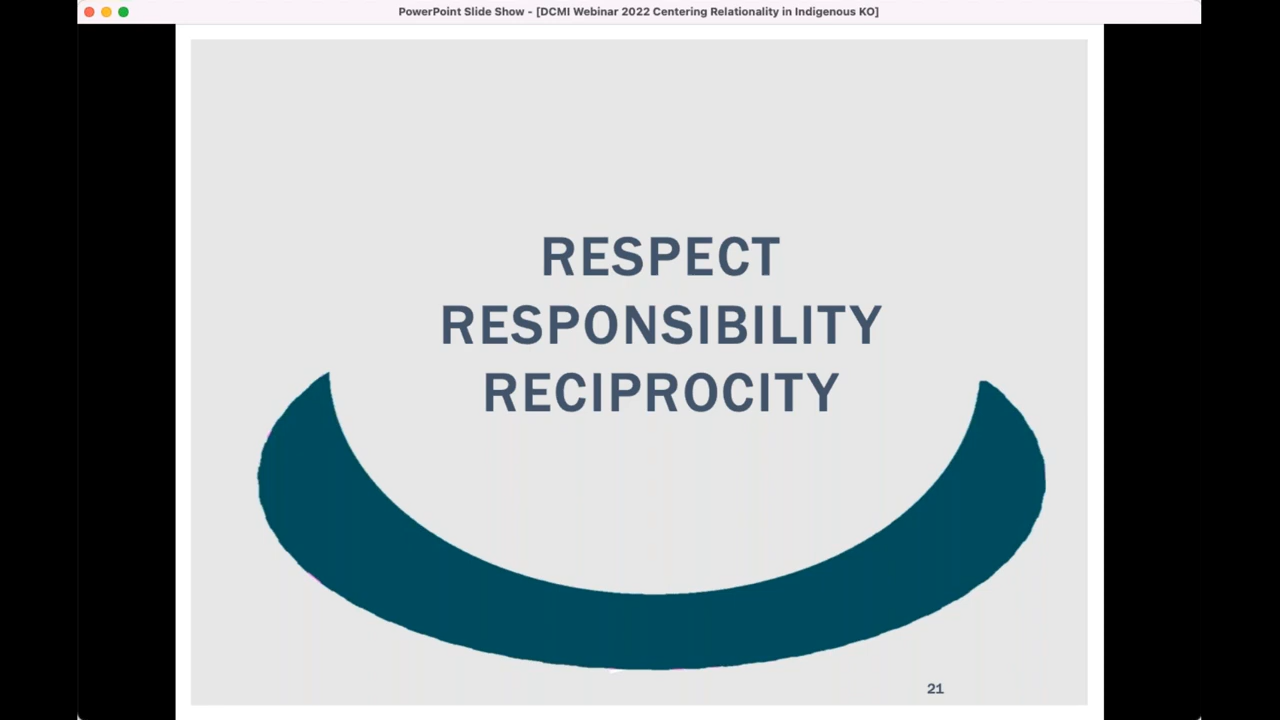 PowerPoint Slide Show - [DCMI Webinar 2022 Centering Relationality in Indigenous KO]
RESPECT
RESPONSIBILITY
RECIPROCITY
21